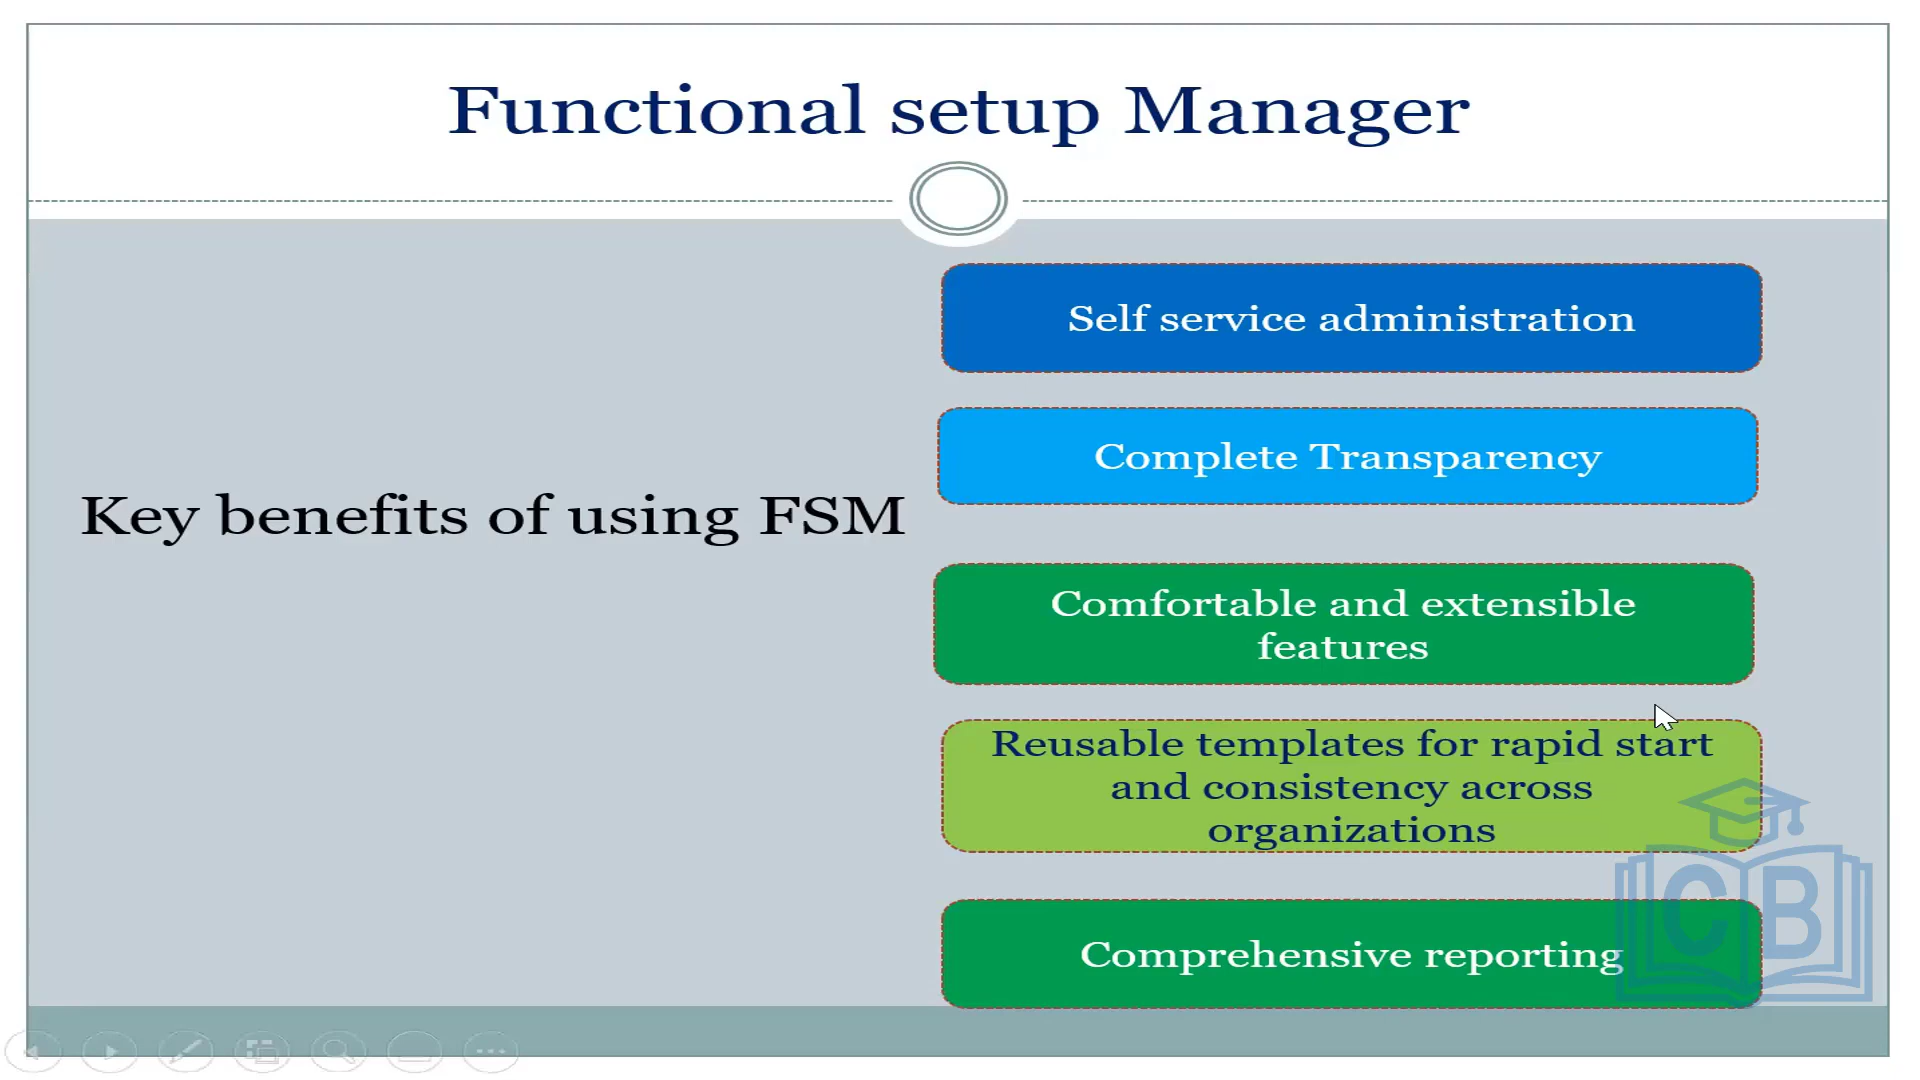 Functional setup Manager
Key benefits of using FSM
Self service administration
Complete Transparency
Comfortable and extensible
features
Reusable templates for rapid start
and consistency across
organizations
Comprehensive reporting
CB